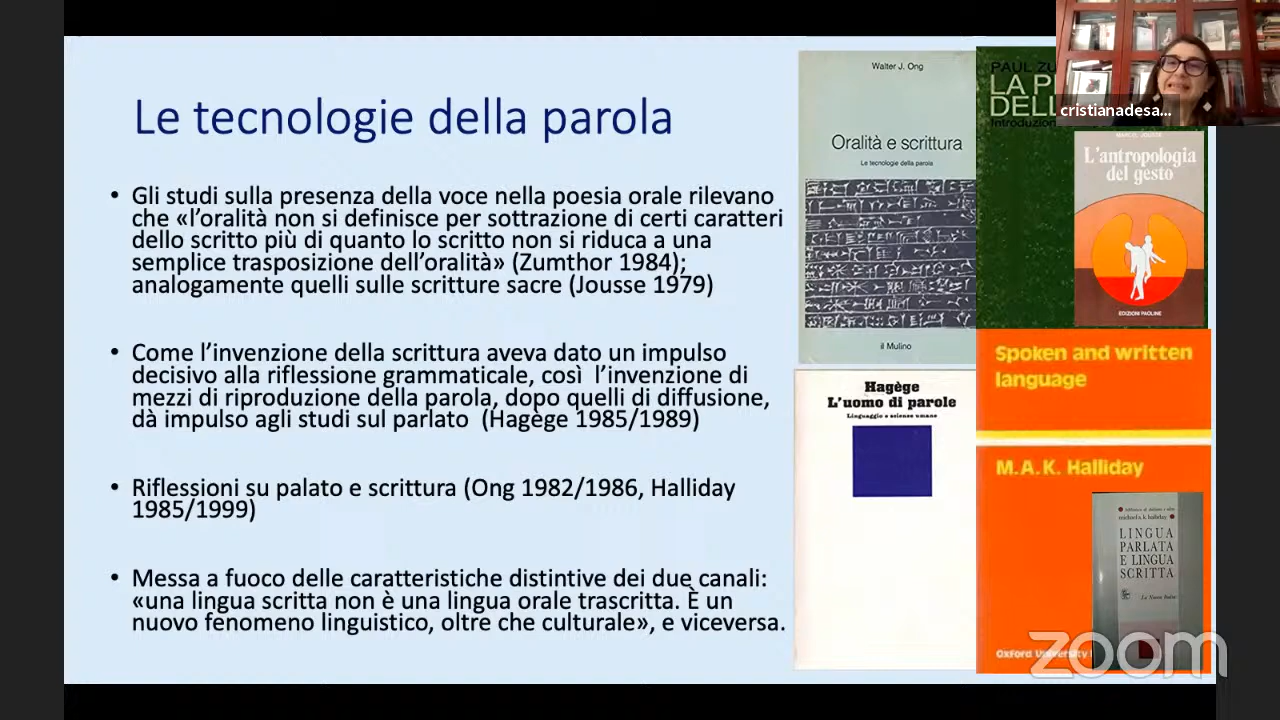 Le tecnologie della parola
• Gli studi sulla presenza della voce nella poesia orale rilevano
che «l’oralità non si definisce per sottrazione di certi caratteri
dello scritto più di quanto lo scritto non si riduca a una
semplice trasposizione dell’oralità» (Zumthor 1984);
analogamente quelli sulle scritture sacre (Jousse 1979)
• Come l’invenzione della scrittura aveva dato un impulso
decisivo alla riflessione grammaticale, così l’invenzione di
mezzi di riproduzione della parola, dopo quelli di diffusione,
dà impulso agli studi sul parlato (Hagège 1985/1989)
• Riflessioni su palato e scrittura (Ong 1982/1986, Halliday
1985/1999)
• Messa a fuoco delle caratteristiche distintive dei due canali:
«una lingua scritta non è una lingua orale trascritta. È un
nuovo fenomeno linguistico, oltre che culturale», e viceversa.
Walter J. Ong
Oralità e scrittura
Le tecnologie della parola
il Mulino
PAUL ZU
LA P
DELL
Introduzion
cristianadesa...
MARCEL JOUSSE
L'antropologia
del gesto
EDIZIONI PAOLINE
Hagège
L'uomo di parole
Linguaggio e scienze umane
Spoken and written
language
M.A.K. Halliday
Oxford University
LINGUA
PARLATA
E LINGUA
SCRITTA
La Nuova Italia
zoom